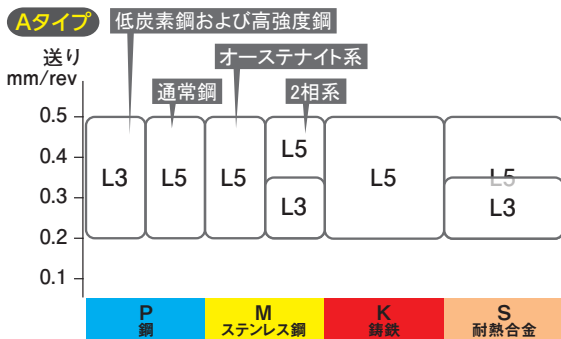 Aタイプ
低炭素鋼および高強度鋼
送り
mm/rev
オーステナイト系
通常鋼
2相系
0.5
0.4
0.3
0.2
0.1
L3
L5
L5
L5
L3
L5
L5
L3
P
鋼
M
ステンレス鋼
K
鋳鉄
S
耐熱合金